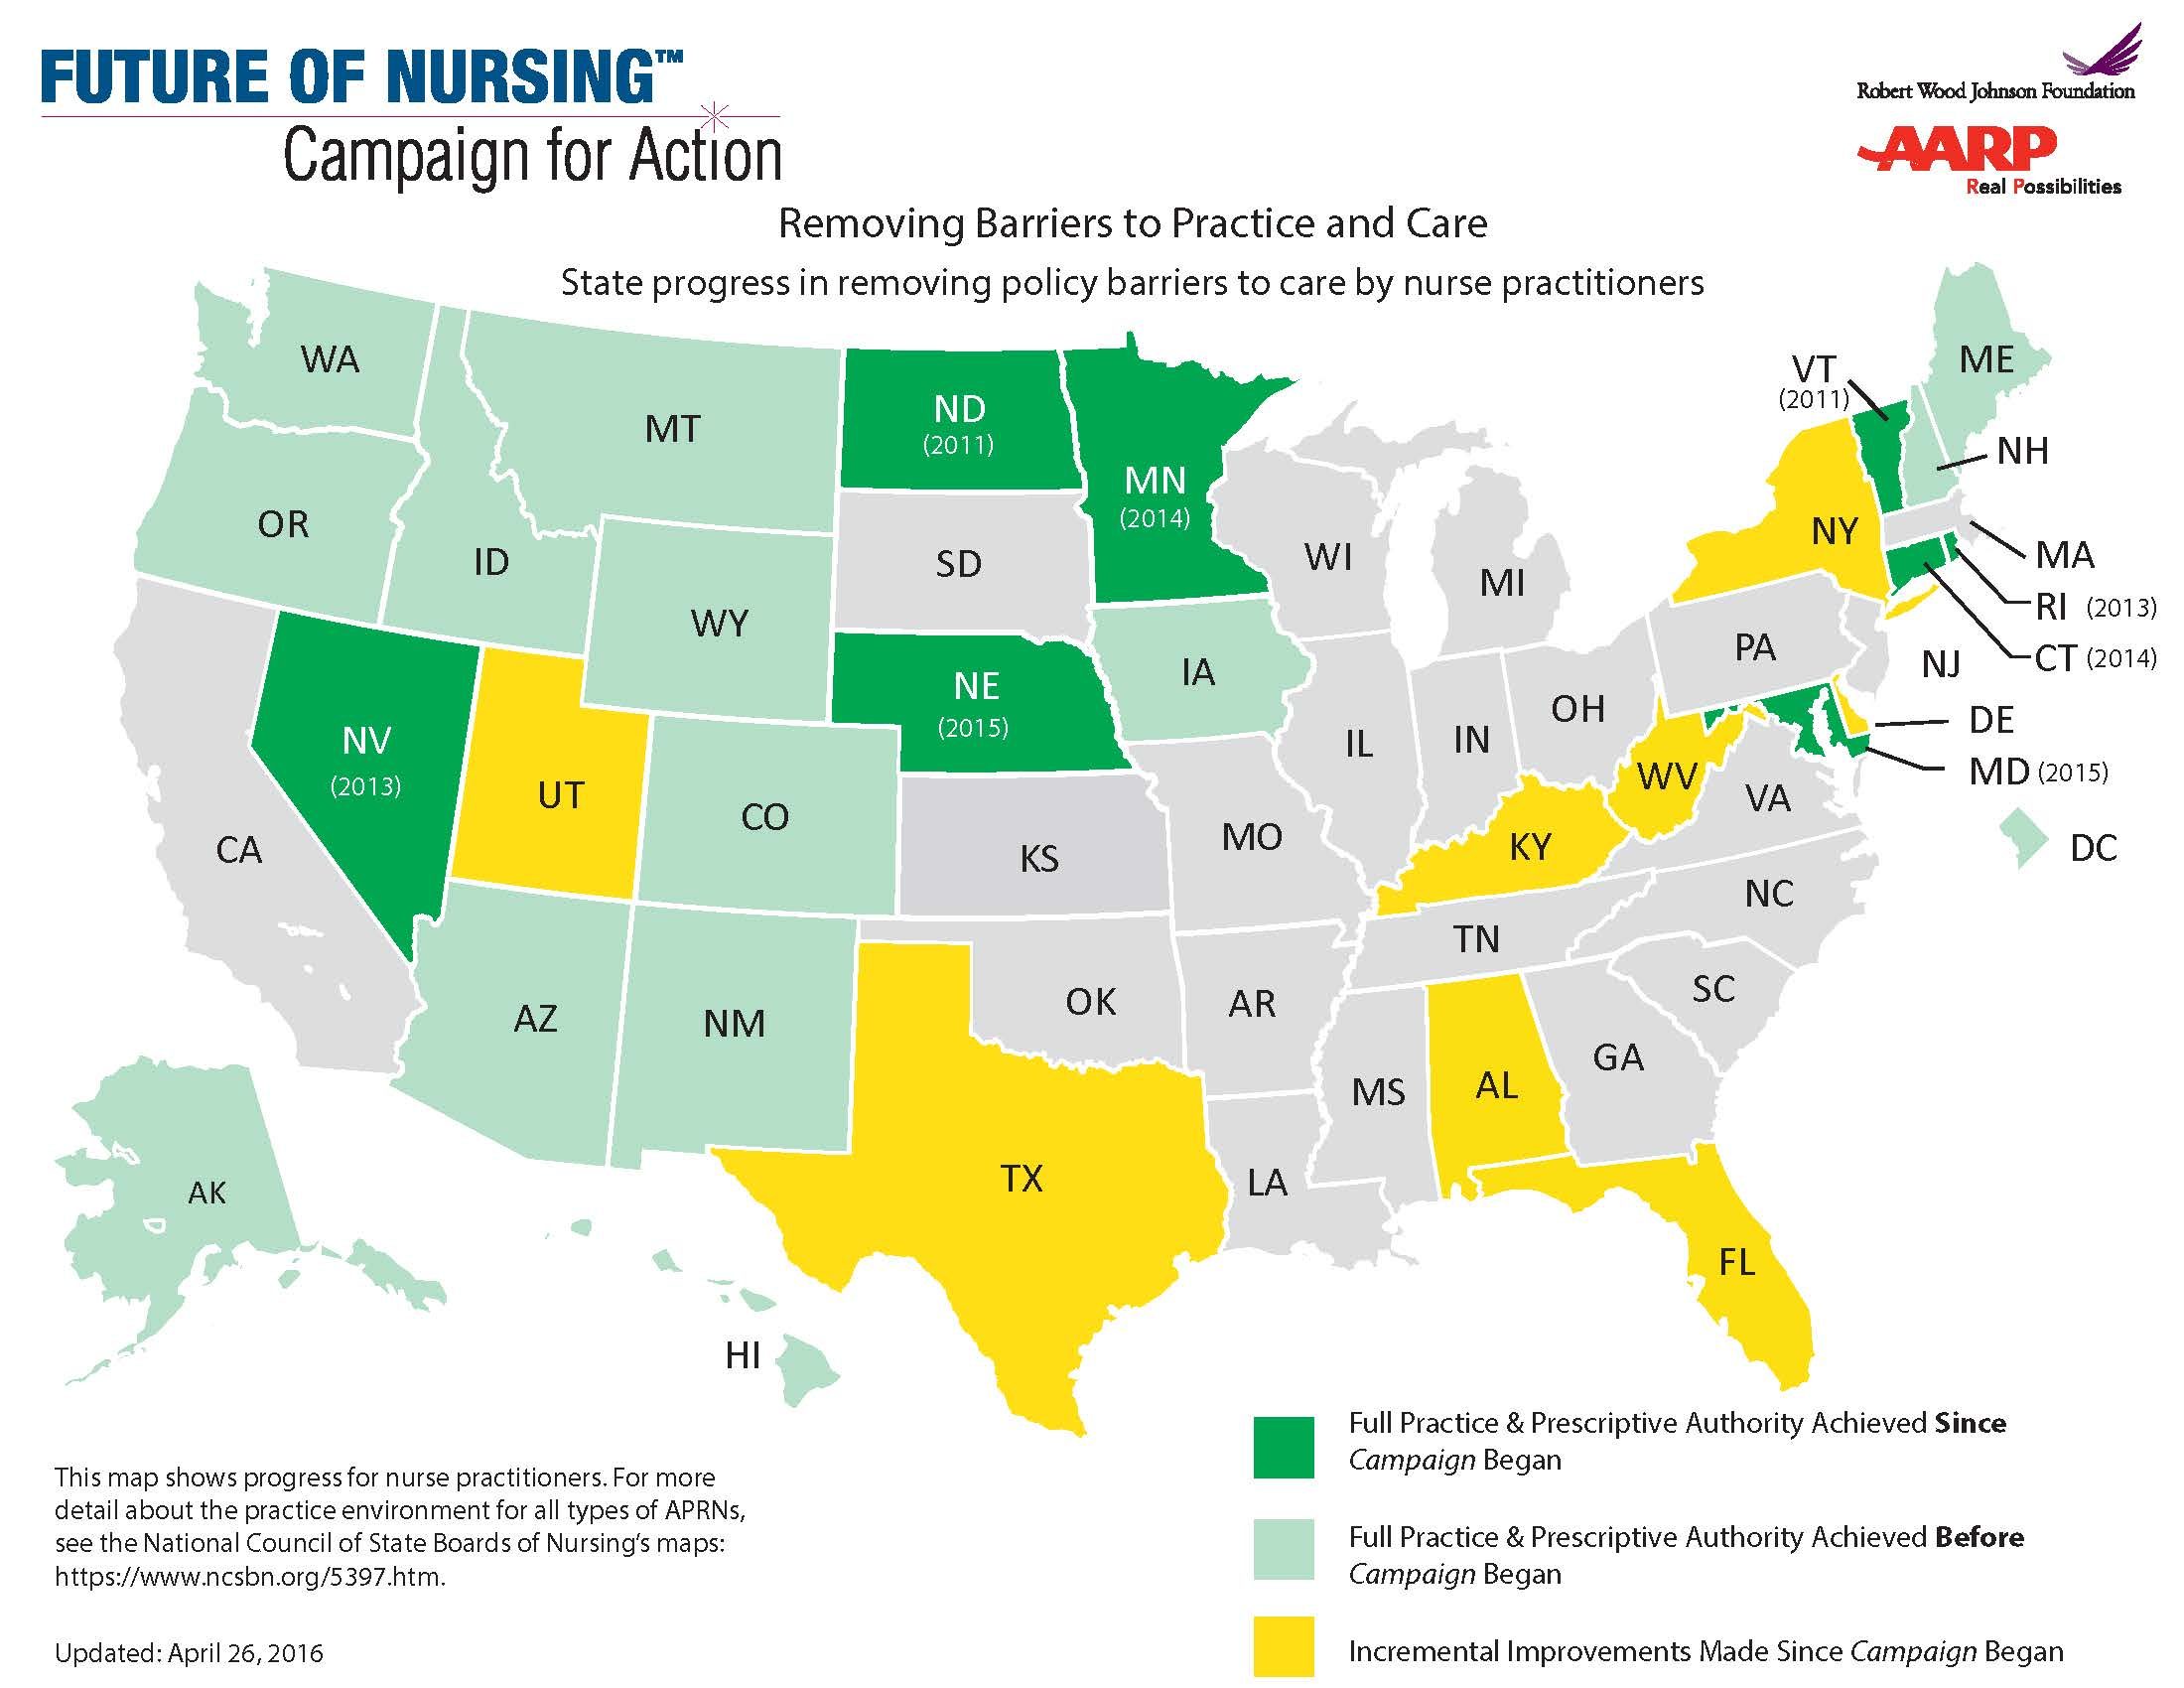 FUTURE OF NURSING™
Campaign for Action
Robert Wood Johnson Foundation
AARP
Real Possibilities
Removing Barriers to Practice and Care
State progress in removing policy barriers to care by nurse practitioners
WA
OR
ID
MT
WY
ND
(2011)
SD
MN
(2014)
NE
(2015)
IA
WI
MI
VT
(2011)
ME
NH
NY
MA
RI (2013)
CT (2014)
PA
NJ
DE
MD (2015)
DC
NV
(2013)
UT
CA
CO
KS
MO
IL
IN
OH
WV
VA
KY
NC
TN
SC
AZ
NM
OK
AR
MS
AL
GA
TX
LA
FL
AK
HI
Full Practice & Prescriptive Authority Achieved Since
Campaign Began
Full Practice & Prescriptive Authority Achieved Before
Campaign Began
Incremental Improvements Made Since Campaign Began
This map shows progress for nurse practitioners. For more
detail about the practice environment for all types of APRNs,
see the National Council of State Boards of Nursing's maps:
https://www.ncsbn.org/5397.htm.
Updated: April 26, 2016